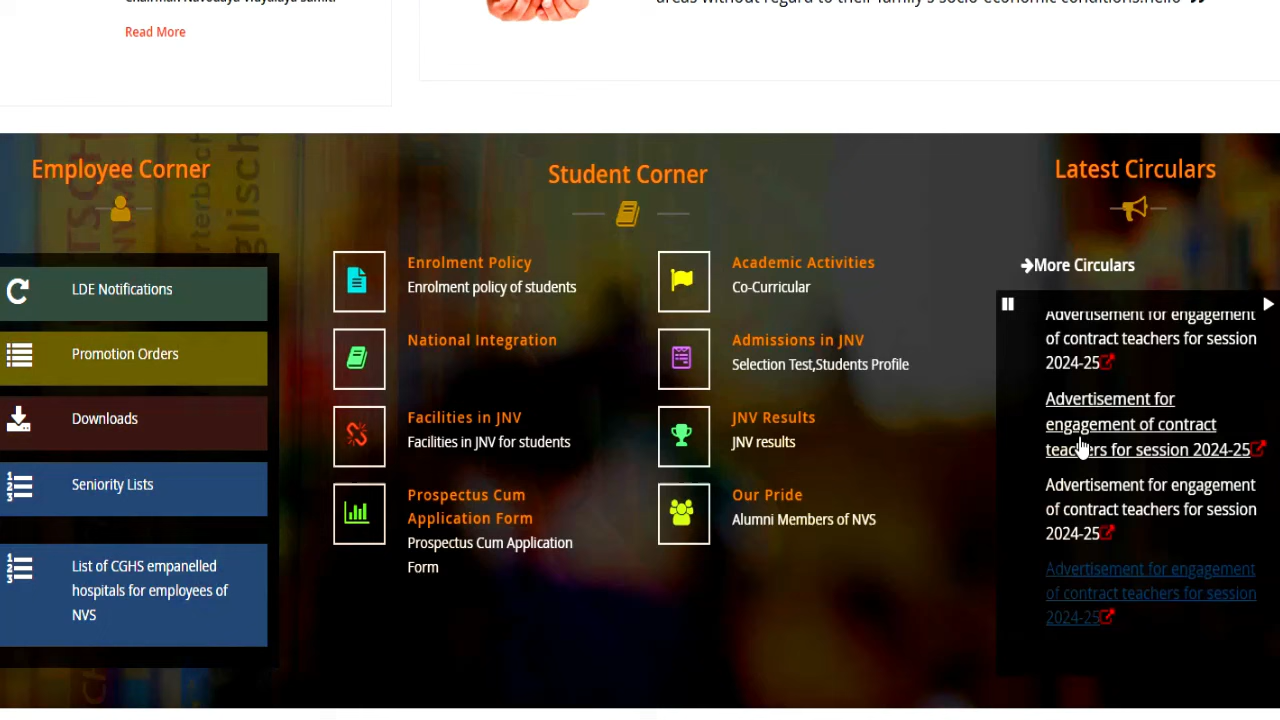 Read More
Employee Corner
LDE Notifications
Promotion Orders
Downloads
Seniority Lists
List of CGHS empanelled
hospitals for employees of
NVS
Student Corner
Enrolment Policy
Enrolment policy of students
National Integration
Facilities in JNV
Facilities in JNV for students
Prospectus Cum
Application Form
Prospectus Cum Application
Form
Academic Activities
Co-Curricular
Admissions in JNV
Selection Test,Students Profile
JNV Results
JNV results
Our Pride
Alumni Members of NVS
Latest Circulars
More Circulars
Advertisement for engagement
of contract teachers for session
2024-25
Advertisement for
engagement of contract
teachers for session 2024-25
Advertisement for engagement
of contract teachers for session
2024-25
Advertisement for engagement
of contract teachers for session
2024-25